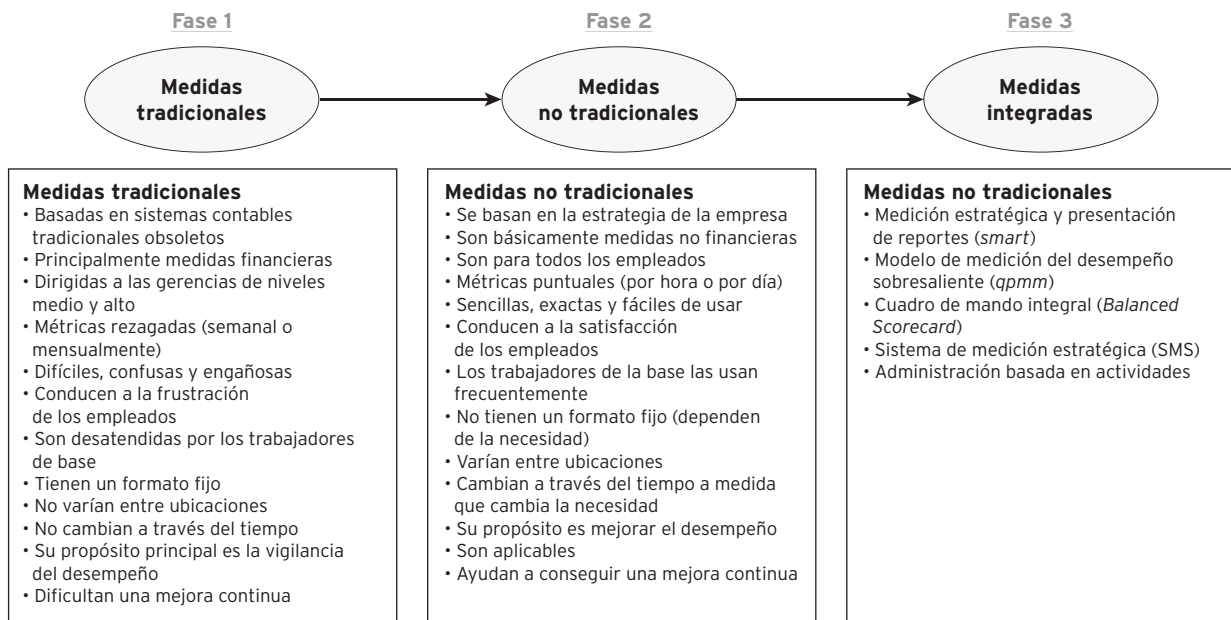 Fase 1
Fase 2
Fase 3
Medidas
tradicionales
Medidas
no tradicionales
Medidas
integradas
Medidas tradicionales
• Basadas en sistemas contables
tradicionales obsoletos
• Principalmente medidas financieras
• Dirigidas a las gerencias de niveles
medio y alto
• Métricas rezagadas (semanal o
mensualmente)
• Difíciles, confusas y engañosas
• Conducen a la frustración
de los empleados
• Son desatendidas por los trabajadores
de base
• Tienen un formato fijo
• No varían entre ubicaciones
• No cambian a través del tiempo
• Su propósito principal es la vigilancia
del desempeño
• Dificultan una mejora continua
Medidas no tradicionales
• Se basan en la estrategia de la empresa
• Son básicamente medidas no financieras
• Son para todos los empleados
• Métricas puntuales (por hora o por día)
• Sencillas, exactas y fáciles de usar
• Conducen a la satisfacción
de los empleados
• Los trabajadores de la base las usan
frecuentemente
• No tienen un formato fijo (dependen
de la necesidad)
• Varían entre ubicaciones
• Cambian a través del tiempo a medida
que cambia la necesidad
• Su propósito es mejorar el desempeño
• Son aplicables
• Ayudan a conseguir una mejora continua
Medidas no tradicionales
• Medición estratégica y presentación
de reportes (smart)
• Modelo de medición del desempeño
sobresaliente (qpmm)
• Cuadro de mando integral (Balanced
Scorecard)
• Sistema de medición estratégica (SMS)
• Administración basada en actividades